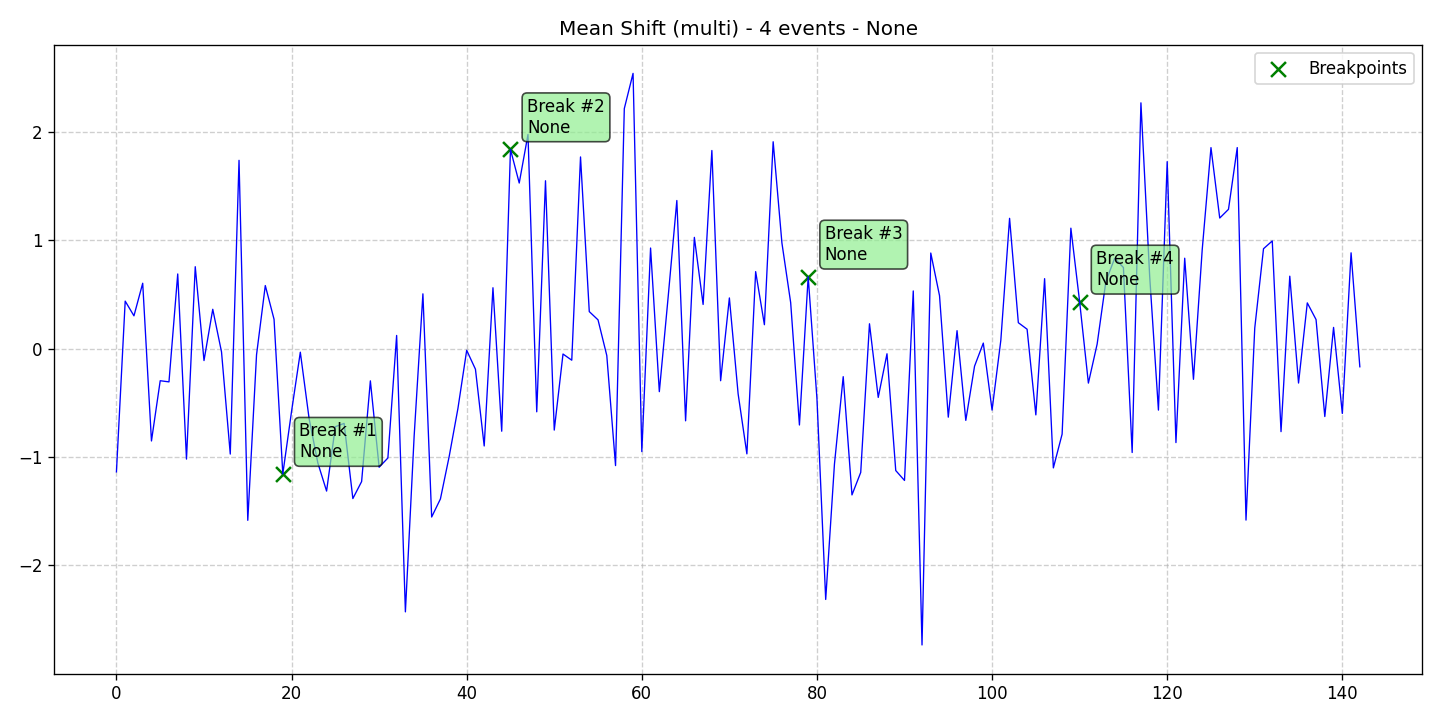 Mean Shift (multi) - 4 events - None
Breakpoints
Break #2
None
Break #3
None
Break #4
None
Break #1
None
2
1
0
−1
−2
0
20
40
60
80
100
120
140